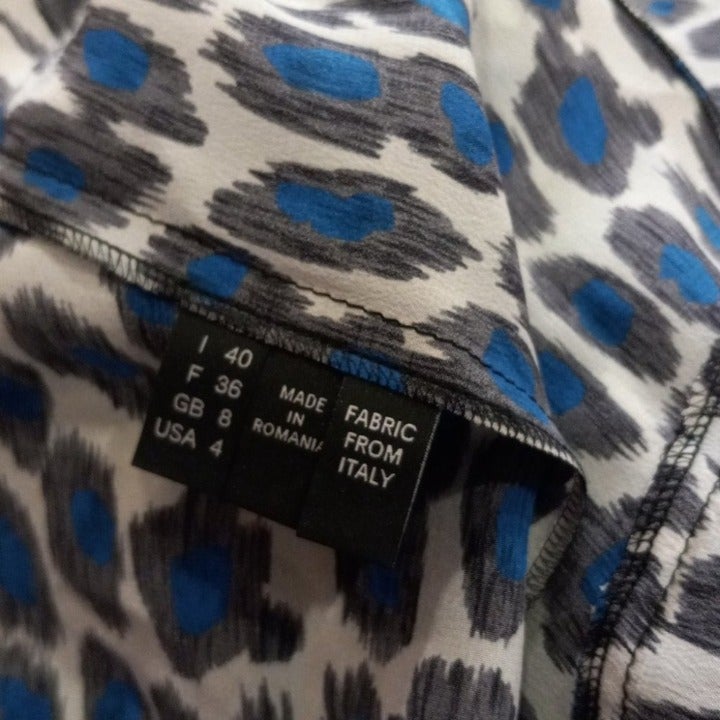 I 40
F 36
GB 8
USA 4
MADE
IN
ROMANIA
FABRIC
FROM
ITALY